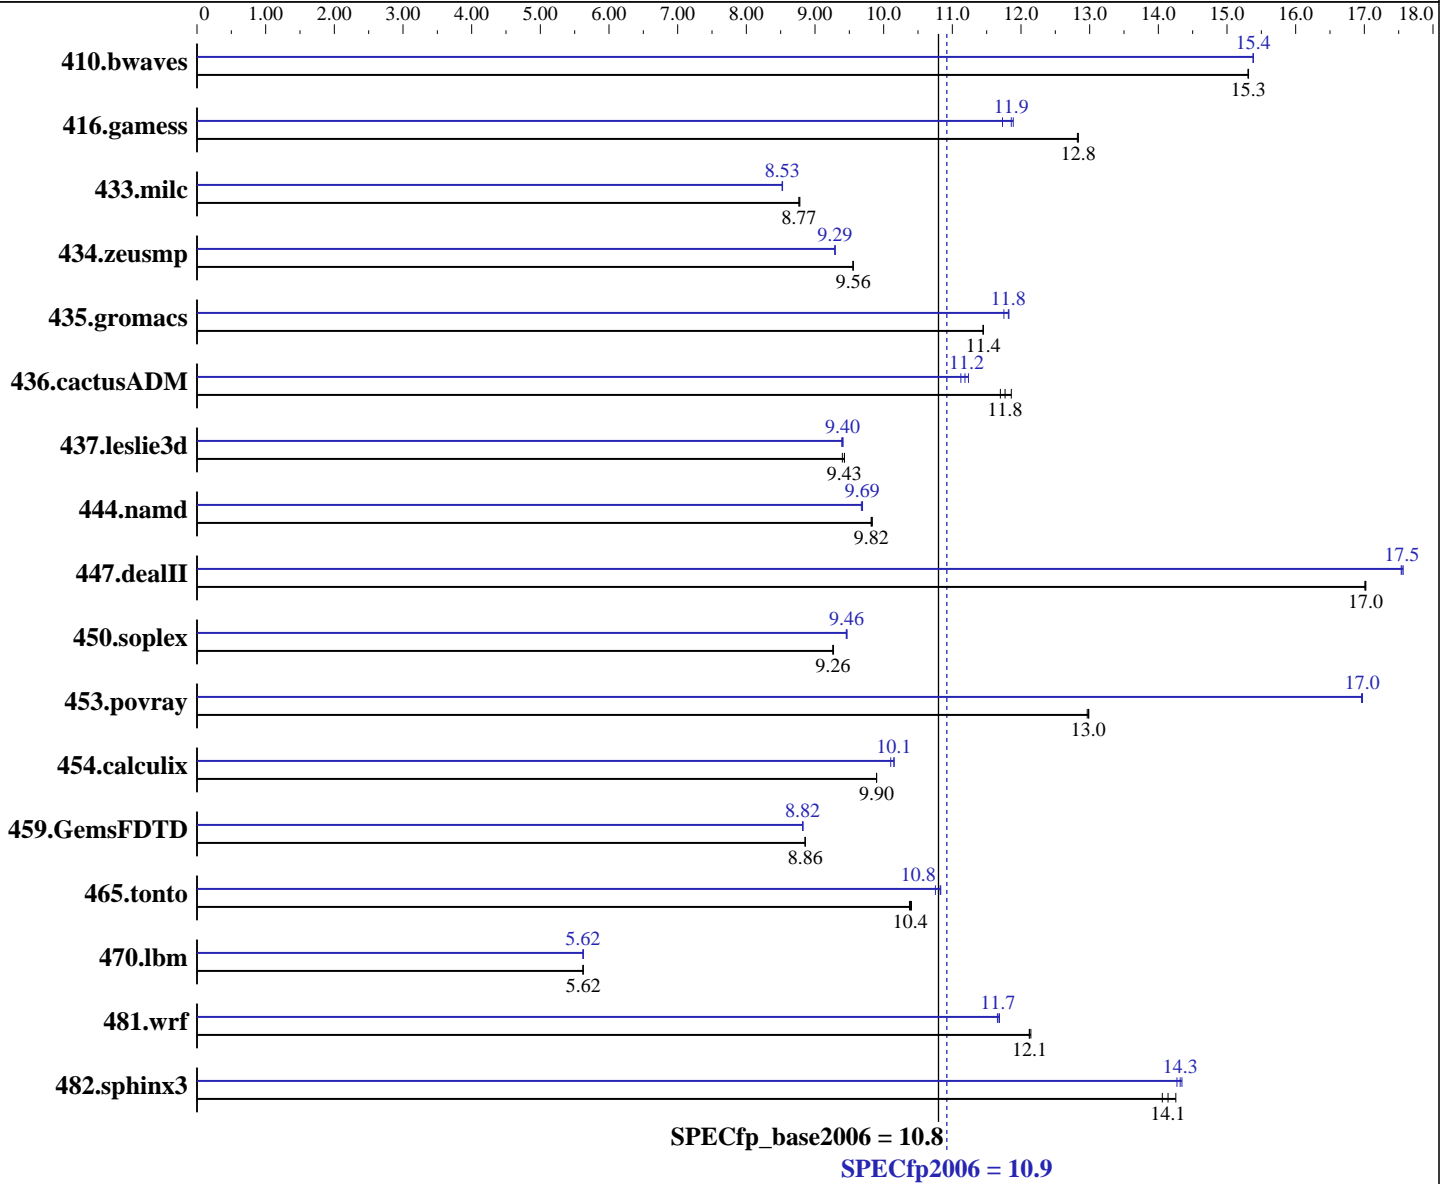 0 1.00 2.00 3.00 4.00 5.00 6.00 7.00 8.00 9.00 10.0 11.0 12.0 13.0 14.0 15.0 16.0 17.0 18.0
15.4
410.bwaves
15.3
11.9
416.gamess
12.8
8.53
433.milc
8.77
9.29
434.zeusmp
9.56
11.8
435.gromacs
11.4
11.2
436.cactusADM
11.8
9.40
437.leslie3d
9.43
9.69
444.namd
9.82
17.5
447.dealII
17.0
9.46
450.soplex
9.26
17.0
453.povray
13.0
10.1
454.calculix
9.90
8.82
459.GemsFDTD
8.86
10.8
465.tonto
10.4
5.62
470.lbm
5.62
11.7
481.wrf
12.1
14.3
482.sphinx3
14.1
SPECfp_base2006 = 10.8
SPECfp2006 = 10.9